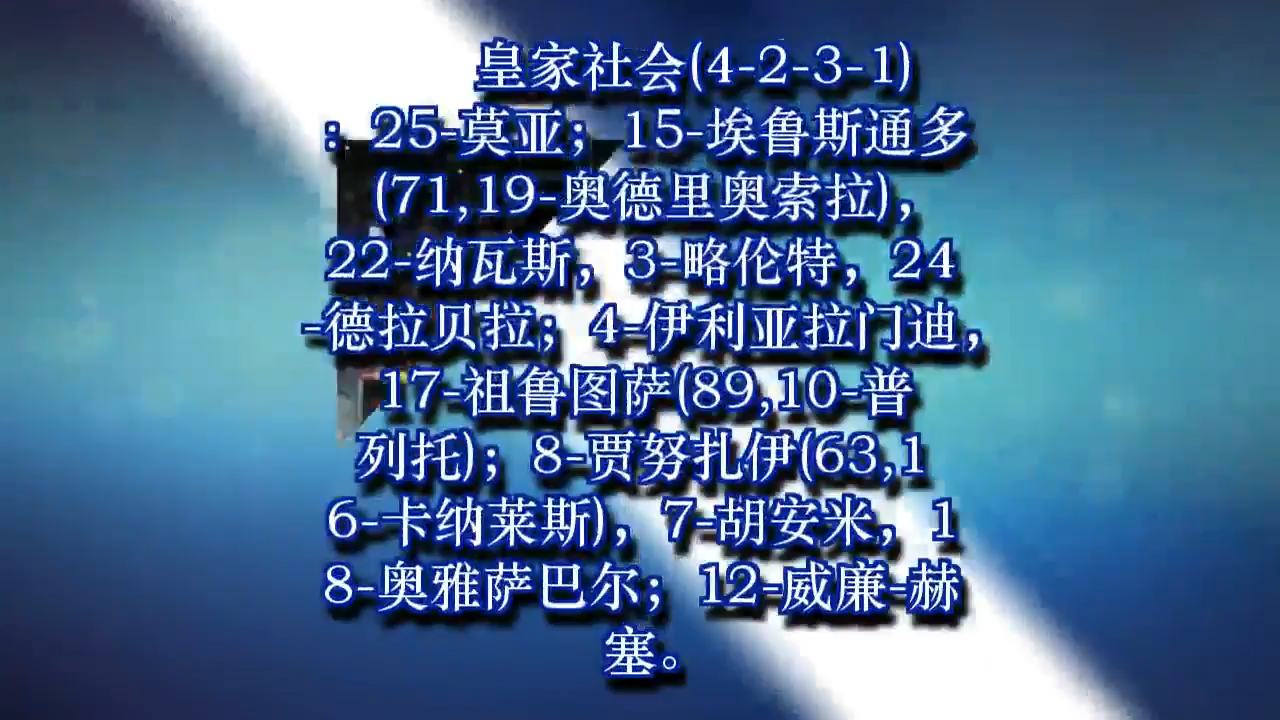 皇家社会(4-2-3-1)
：25-莫亚；15-埃鲁斯通多
(71,19-奥德里奥索拉)，
22-纳瓦斯，3-略伦特，24
-德拉贝拉；4-伊利亚拉门迪，
17-祖鲁图萨(89,10-普
列托)；8-贾努扎伊(63,1
6-卡纳莱斯)，7-胡安米，1
8-奥雅萨巴尔；12-威廉-赫
塞。